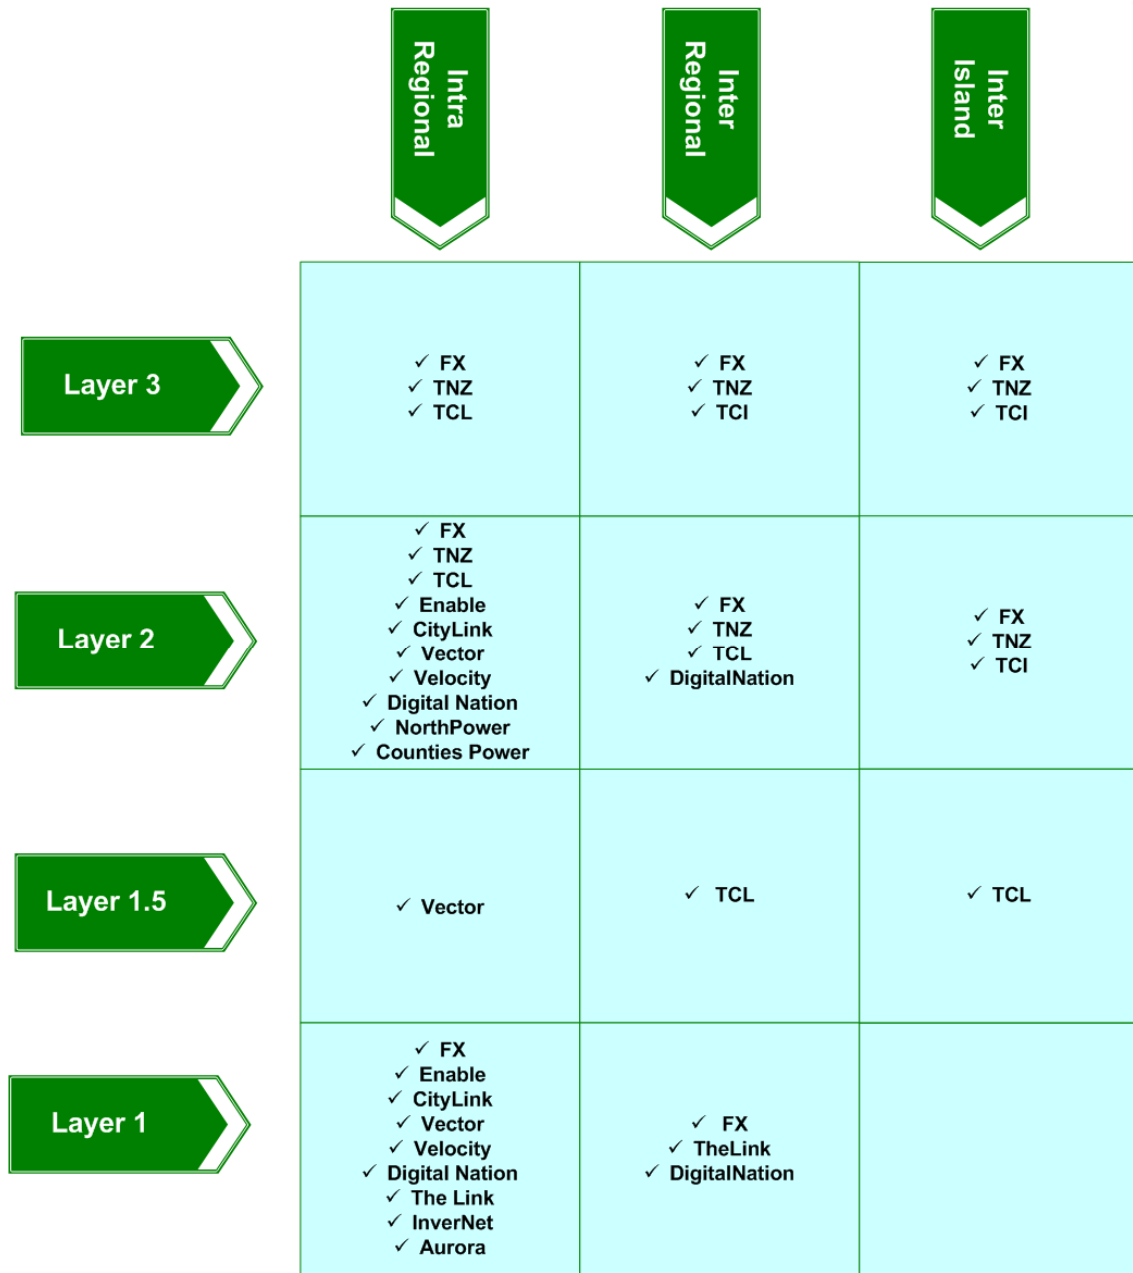 Intra
Regional
Inter
Regional
Inter
Island
Layer 3
✓ FX
✓ TNZ
✓ TCL
✓ FX
✓ TNZ
✓ TCI
✓ FX
✓ TNZ
✓ TCI
Layer 2
✓ FX
✓ TNZ
✓ TCL
✓ Enable
✓ CityLink
✓ Vector
✓ Velocity
✓ Digital Nation
✓ NorthPower
✓ Counties Power
✓ FX
✓ TNZ
✓ TCL
✓ DigitalNation
✓ FX
✓ TNZ
✓ TCI
Layer 1.5
✓ Vector
✓ TCL
✓ TCL
Layer 1
✓ FX
✓ Enable
✓ CityLink
✓ Vector
✓ Velocity
✓ Digital Nation
✓ The Link
✓ InverNet
✓ Aurora
✓ FX
✓ TheLink
✓ DigitalNation